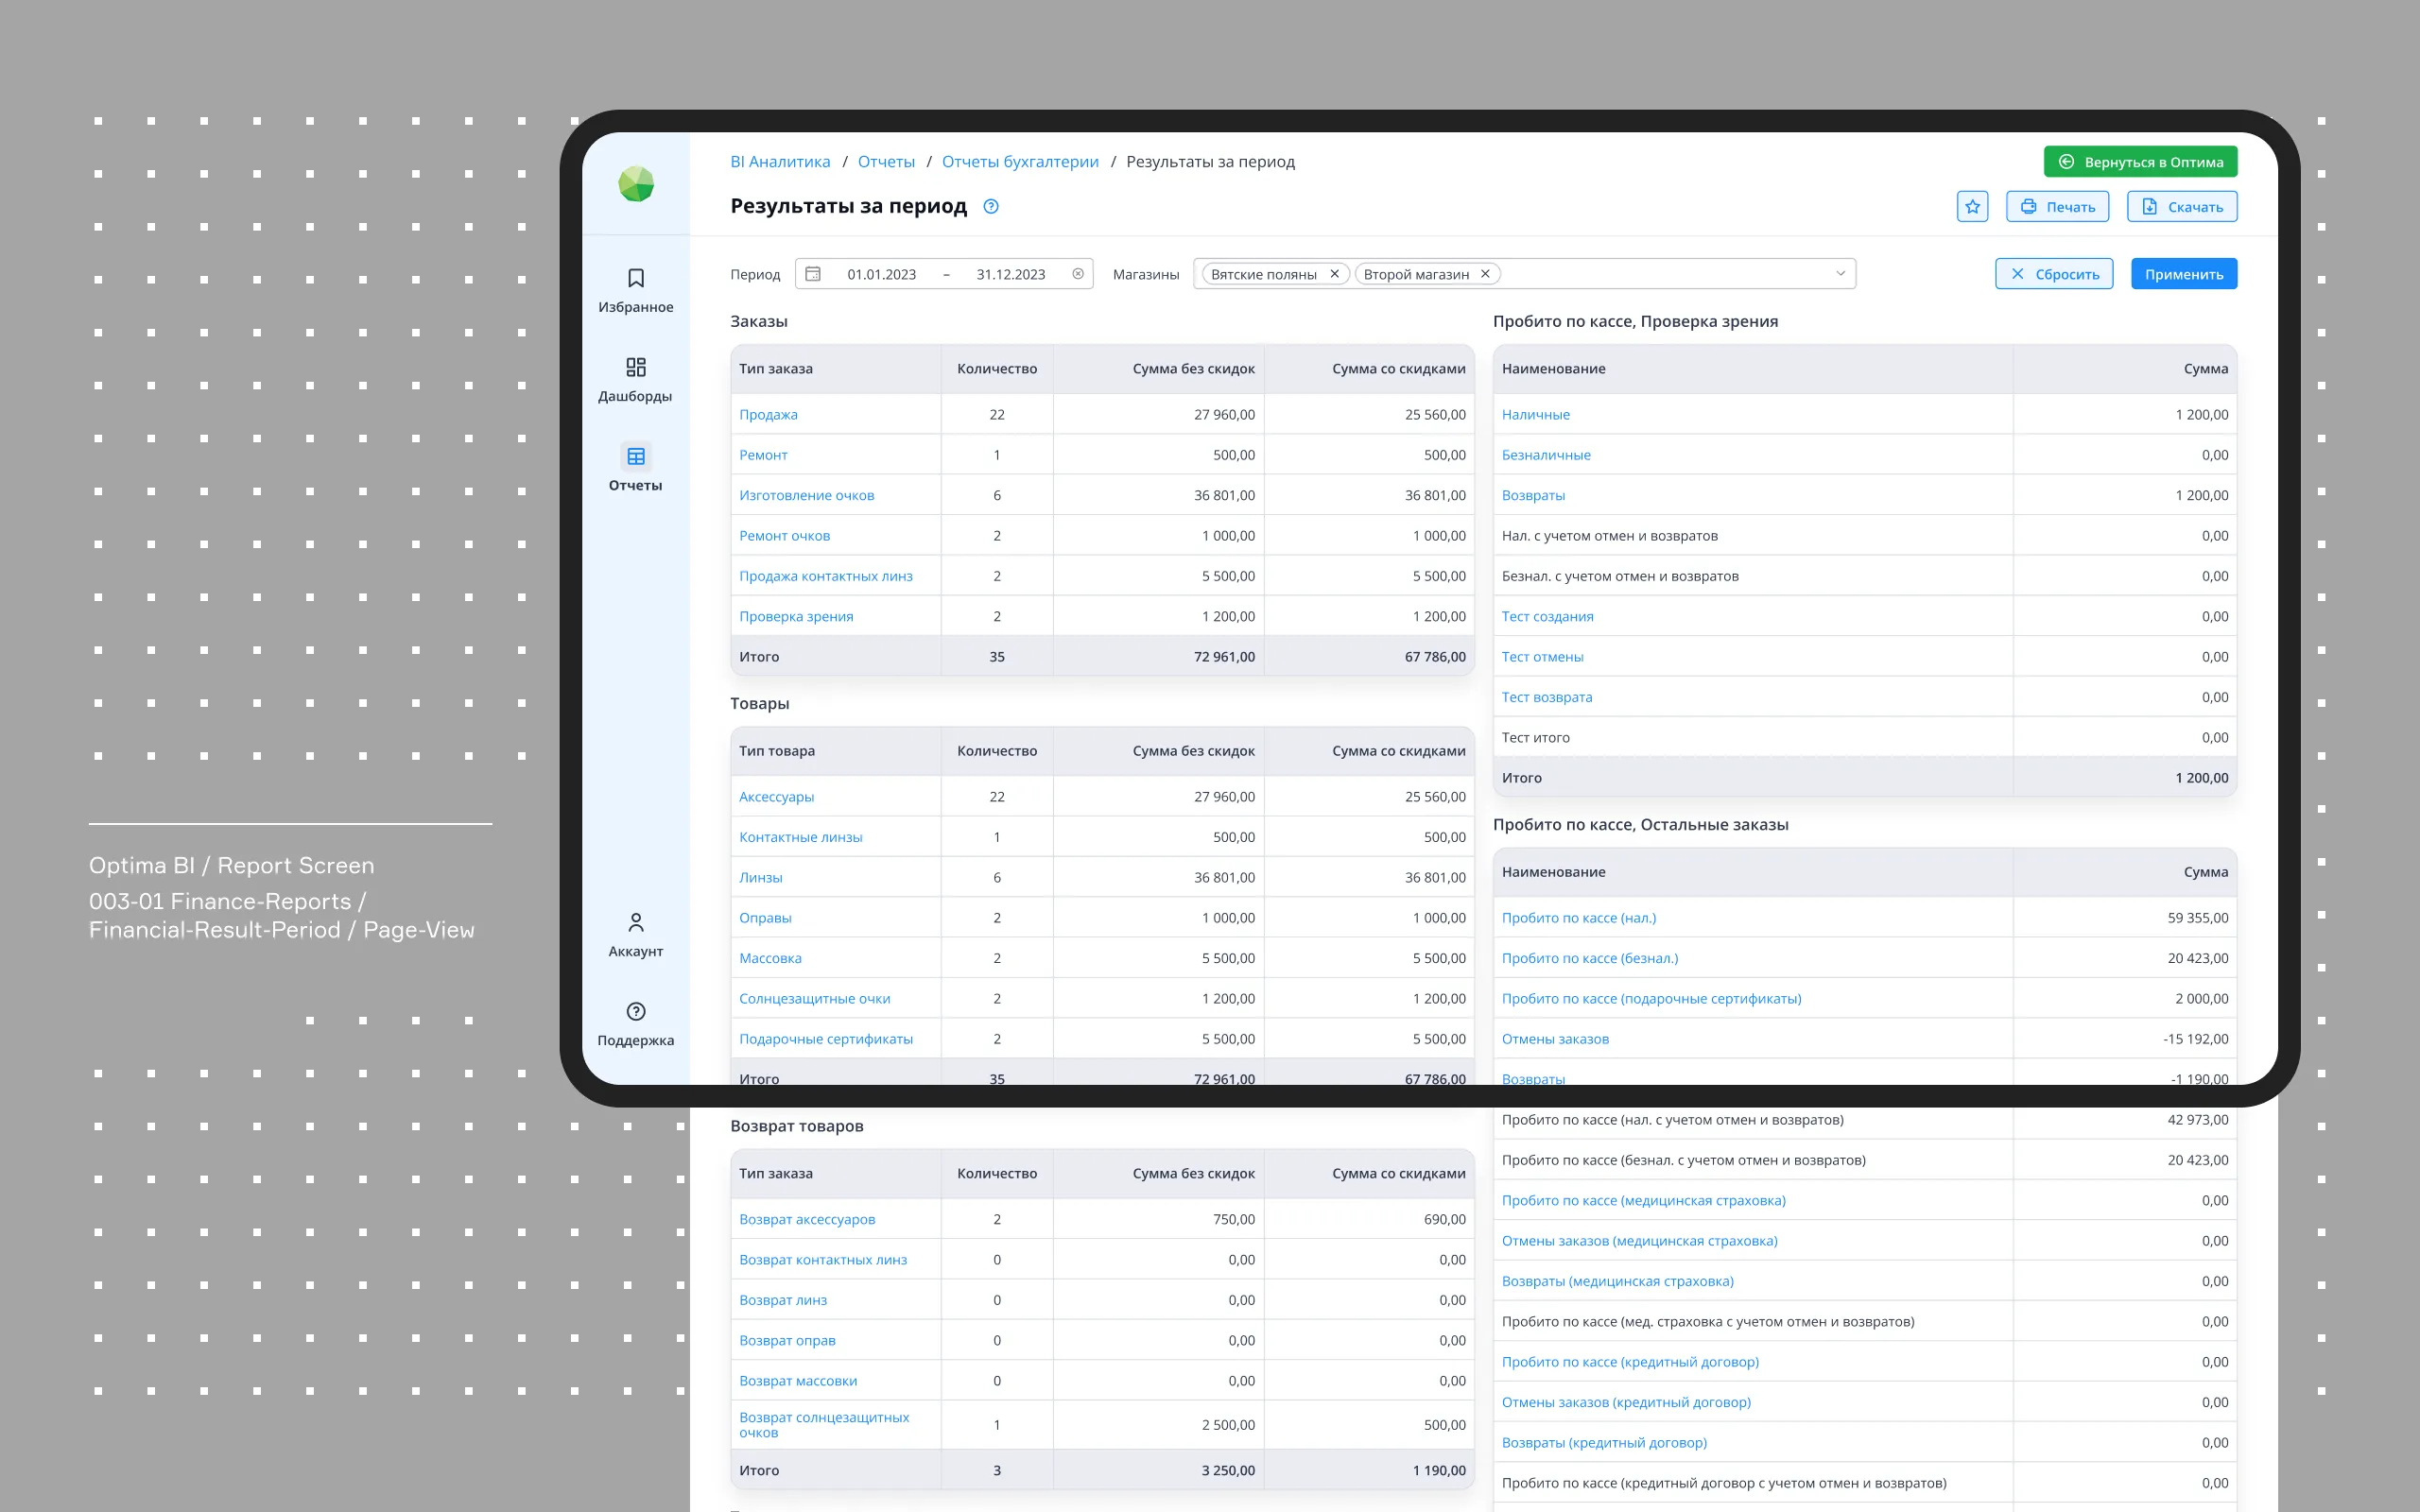 Optima BI / Report Screen
003-01 Finance-Reports /
Financial-Result-Period / Page-View
Избранное
Дашборды
Отчеты
Аккаунт
Поддержка
BI Аналитика / Отчеты / Отчеты бухгалтерии / Результаты за период
Вернуться в Оптима
Результаты за период
Печать
Скачать
Период 01.01.2023 – 31.12.2023 Магазины Вятские поляны Второй магазин
Сбросить
Применить
Заказы
Тип заказа Количество Сумма без скидок Сумма со скидками
Продажа 22 27 960,00 25 560,00
Ремонт 1 500,00 500,00
Изготовление очков 6 36 801,00 36 801,00
Ремонт очков 2 1 000,00 1 000,00
Продажа контактных линз 2 5 500,00 5 500,00
Проверка зрения 2 1 200,00 1 200,00
Итого 35 72 961,00 67 786,00
Товары
Тип товара Количество Сумма без скидок Сумма со скидками
Аксессуары 22 27 960,00 25 560,00
Контактные линзы 1 500,00 500,00
Линзы 6 36 801,00 36 801,00
Оправы 2 1 000,00 1 000,00
Массовка 2 5 500,00 5 500,00
Солнцезащитные очки 2 1 200,00 1 200,00
Подарочные сертификаты 2 5 500,00 5 500,00
Итого 35 72 961,00 67 786,00
Возврат товаров
Тип заказа Количество Сумма без скидок Сумма со скидками
Возврат аксессуаров 2 750,00 690,00
Возврат контактных линз 0 0,00 0,00
Возврат линз 0 0,00 0,00
Возврат оправ 0 0,00 0,00
Возврат массовки 0 0,00 0,00
Возврат солнцезащитных
очков 1 2 500,00 500,00
Итого 3 3 250,00 1 190,00
Пробито по кассе, Проверка зрения
Наименование Сумма
Наличные 1 200,00
Безналичные 0,00
Возвраты 1 200,00
Нал. с учетом отмен и возвратов 0,00
Безнал. с учетом отмен и возвратов 0,00
Тест создания 0,00
Тест отмены 0,00
Тест возврата 0,00
Тест итого 0,00
Итого 1 200,00
Пробито по кассе, Остальные заказы
Наименование Сумма
Пробито по кассе (нал.) 59 355,00
Пробито по кассе (безнал.) 20 423,00
Пробито по кассе (подарочные сертификаты) 2 000,00
Отмены заказов -15 192,00
Возвраты -1 190,00
Пробито по кассе (нал. с учетом отмен и возвратов) 42 973,00
Пробито по кассе (безнал. с учетом отмен и возвратов) 20 423,00
Пробито по кассе (медицинская страховка) 0,00
Отмены заказов (медицинская страховка) 0,00
Возвраты (медицинская страховка) 0,00
Пробито по кассе (мед. страховка с учетом отмен и возвратов) 0,00
Пробито по кассе (кредитный договор) 0,00
Отмены заказов (кредитный договор) 0,00
Возвраты (кредитный договор) 0,00
Пробито по кассе (кредитный договор с учетом отмен и возвратов) 0,00